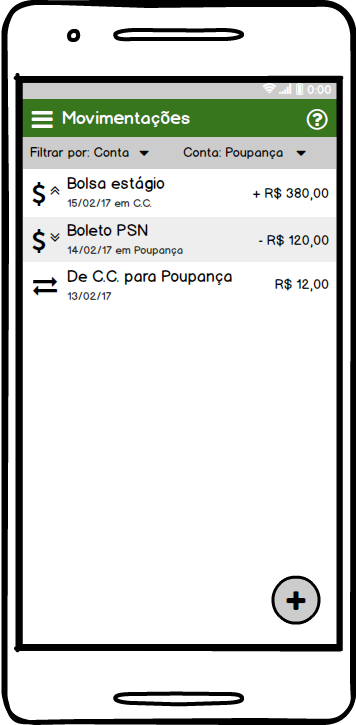 0:00
Movimentações
Filtrar por: Conta Conta: Poupança
Bolsa estágio
15/02/17 em C.C.
+ R$ 380,00
Boleto PSN
14/02/17 em Poupança
- R$ 120,00
De C.C. para Poupança
13/02/17
R$ 12,00